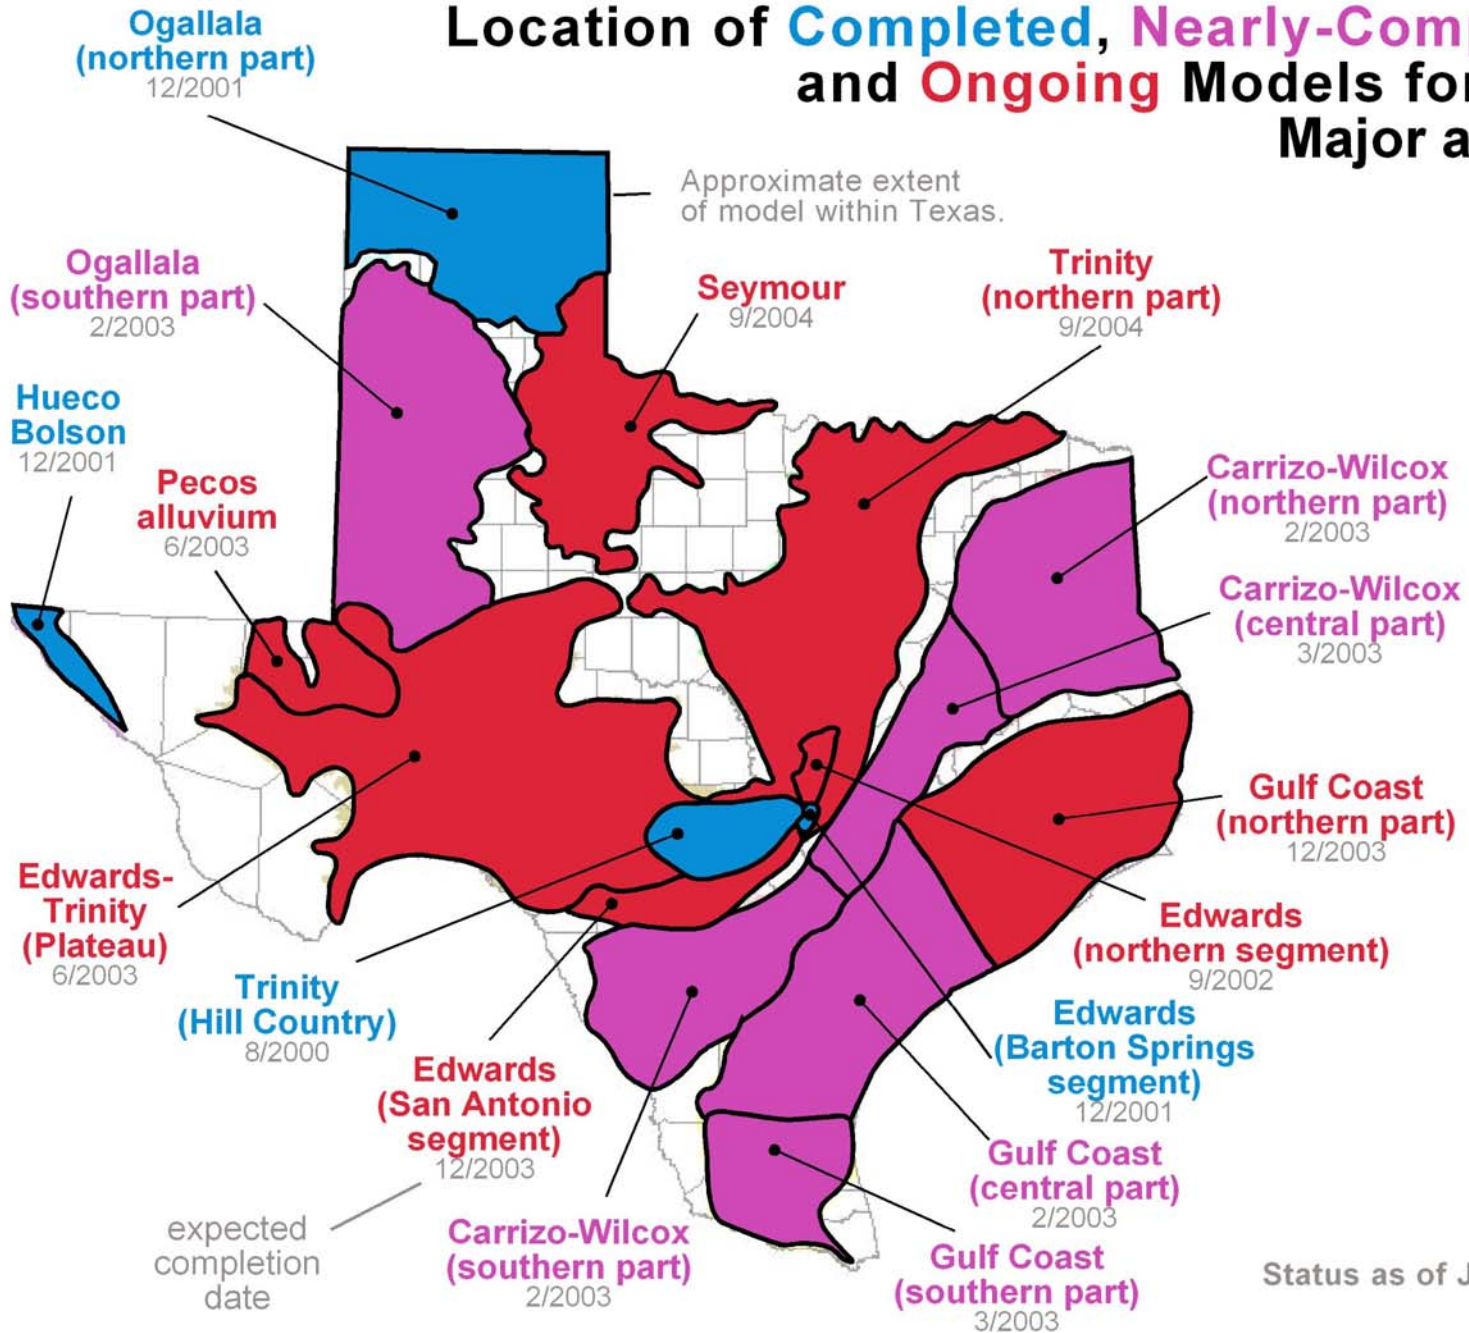 Location of Completed, Nearly-Com
and Ongoing Models for
Major a
Ogallala
(northern part)
12/2001
Approximate extent
of model within Texas.
Ogallala
(southern part)
2/2003
Seymour
9/2004
Trinity
(northern part)
9/2004
Hueco
Bolson
12/2001
Pecos
alluvium
6/2003
Carrizo-Wilcox
(northern part)
2/2003
Carrizo-Wilcox
(central part)
3/2003
Gulf Coast
(northern part)
12/2003
Edwards-
Trinity
(Plateau)
6/2003
Edwards
(northern segment)
9/2002
Trinity
(Hill Country)
8/2000
Edwards
(Barton Springs
segment)
12/2001
Edwards
(San Antonio
segment)
12/2003
Gulf Coast
(central part)
2/2003
expected
completion
date
Carrizo-Wilcox
(southern part)
2/2003
Gulf Coast
(southern part)
3/2003
Status as of J